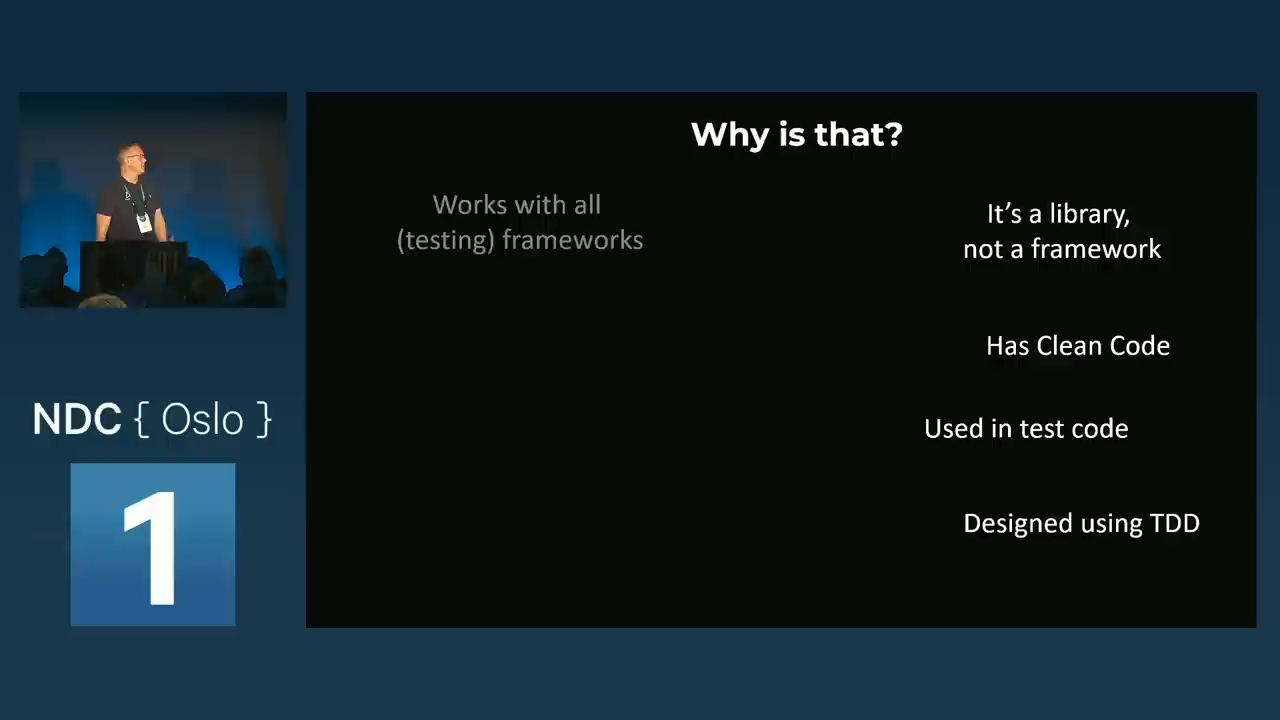 Why is that?
Works with all
(testing) frameworks
It’s a library,
not a framework
Has Clean Code
Used in test code
Designed using TDD
NDC { Oslo }
1